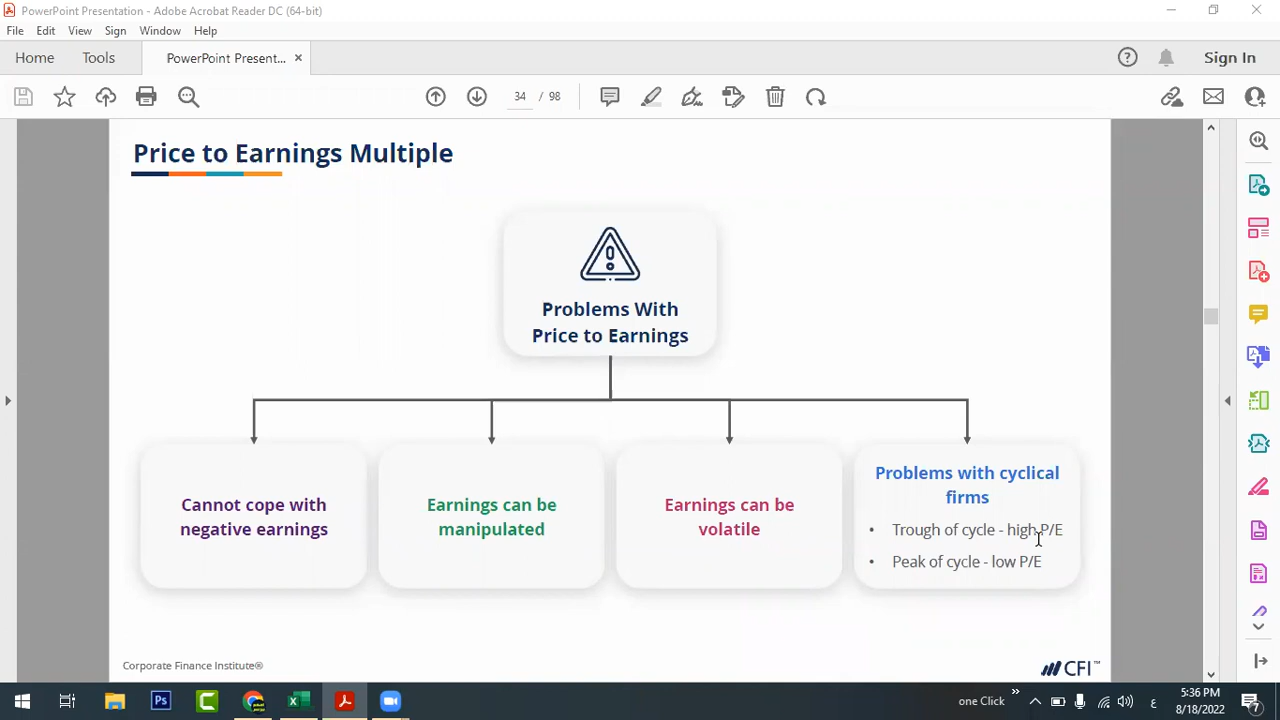 PowerPoint Presentation - Adobe Acrobat Reader DC (64-bit)
File Edit View Sign Window Help
Home Tools PowerPoint Present... × Sign In
34 / 98
Price to Earnings Multiple
Problems With
Price to Earnings
Cannot cope with
negative earnings
Earnings can be
manipulated
Earnings can be
volatile
Problems with cyclical
firms
• Trough of cycle - high P/E
• Peak of cycle - low P/E
Corporate Finance Institute®
CFI™
Ps C X one Click » ع 5:36 PM
8/18/2022
7